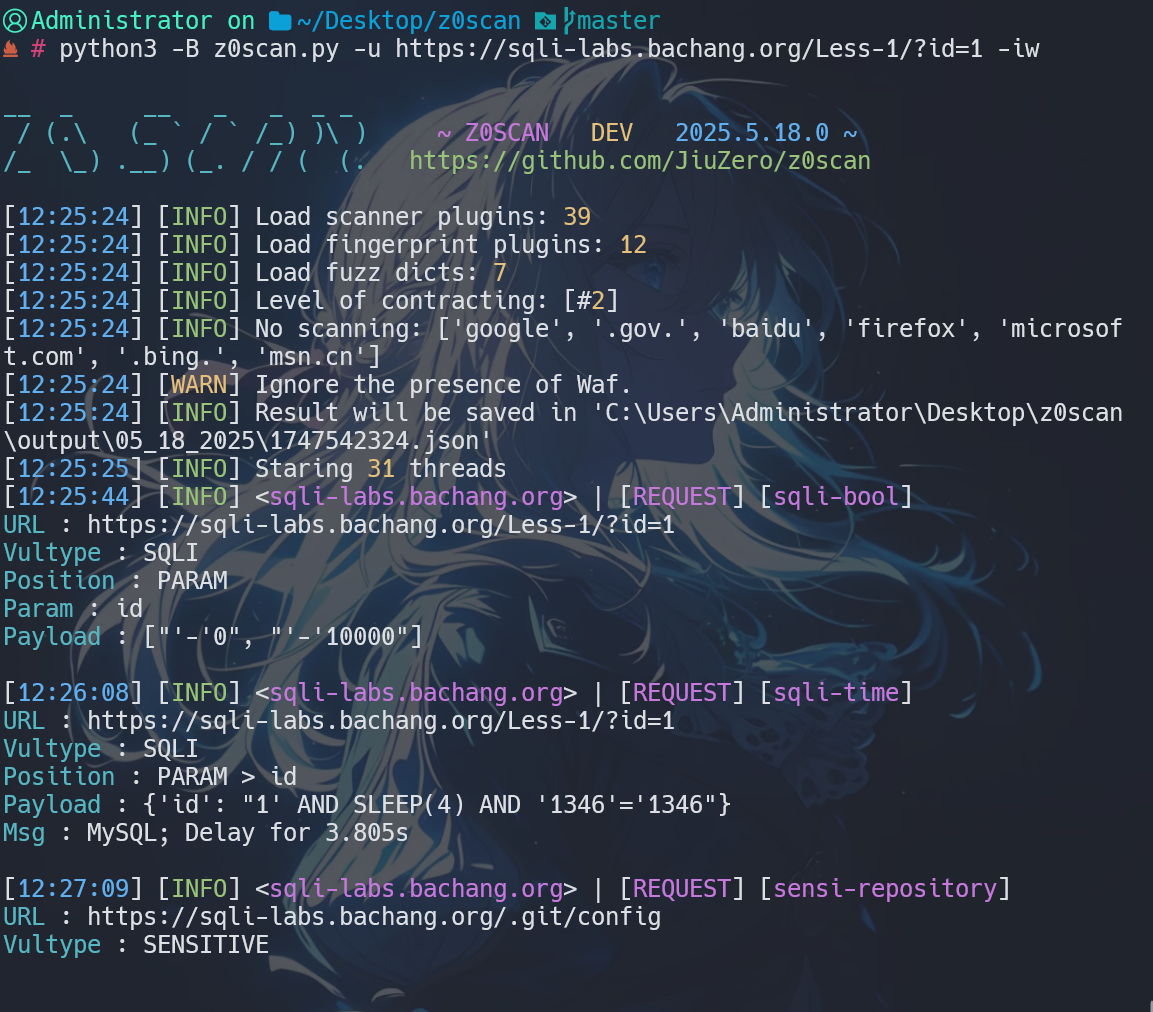 Administrator on ~/Desktop/z0scan master
# python3 -B z0scan.py -u https://sqli-labs.bachang.org/Less-1/?id=1 -iw
__  _     __   _   _  _ _
 / (.\   (_ ` / ` /_) )\ )     ~ Z0SCAN   DEV   2025.5.18.0 ~
/_  \_) .__) (_. / / (  (.   https://github.com/JiuZero/z0scan
[12:25:24] [INFO] Load scanner plugins: 39
[12:25:24] [INFO] Load fingerprint plugins: 12
[12:25:24] [INFO] Load fuzz dicts: 7
[12:25:24] [INFO] Level of contracting: [#2]
[12:25:24] [INFO] No scanning: ['google', '.gov.', 'baidu', 'firefox', 'microsof
t.com', '.bing.', 'msn.cn']
[12:25:24] [WARN] Ignore the presence of Waf.
[12:25:24] [INFO] Result will be saved in 'C:\Users\Administrator\Desktop\z0scan
\output\05_18_2025\1747542324.json'
[12:25:25] [INFO] Staring 31 threads
[12:25:44] [INFO] <sqli-labs.bachang.org> | [REQUEST] [sqli-bool]
URL : https://sqli-labs.bachang.org/Less-1/?id=1
Vultype : SQLI
Position : PARAM
Param : id
Payload : ["'-'0", "'-'10000"]
[12:26:08] [INFO] <sqli-labs.bachang.org> | [REQUEST] [sqli-time]
URL : https://sqli-labs.bachang.org/Less-1/?id=1
Vultype : SQLI
Position : PARAM > id
Payload : {'id': "1' AND SLEEP(4) AND '1346'='1346"}
Msg : MySQL; Delay for 3.805s
[12:27:09] [INFO] <sqli-labs.bachang.org> | [REQUEST] [sensi-repository]
URL : https://sqli-labs.bachang.org/.git/config
Vultype : SENSITIVE